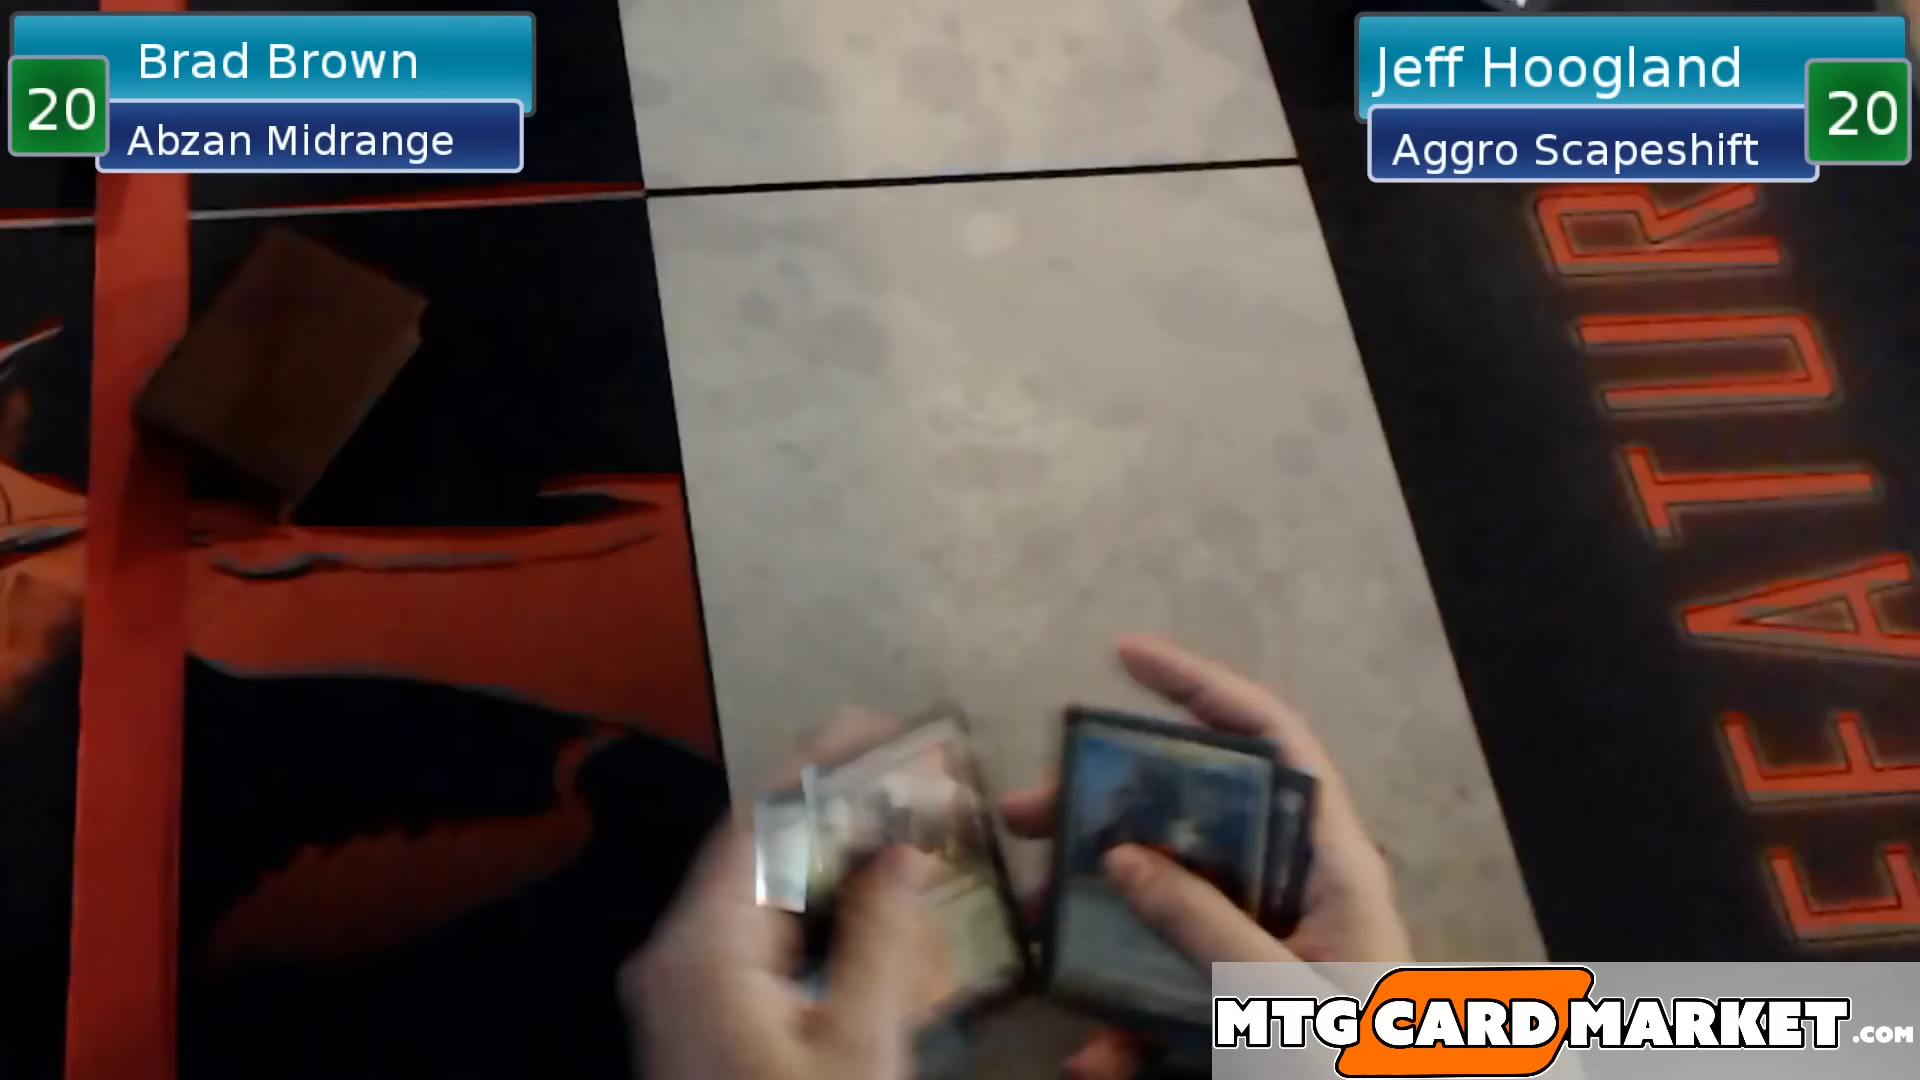 Brad Brown
20
Abzan Midrange
Jeff Hoogland
20
Aggro Scapeshift
FEATUR
MTG CARD MARKET.COM